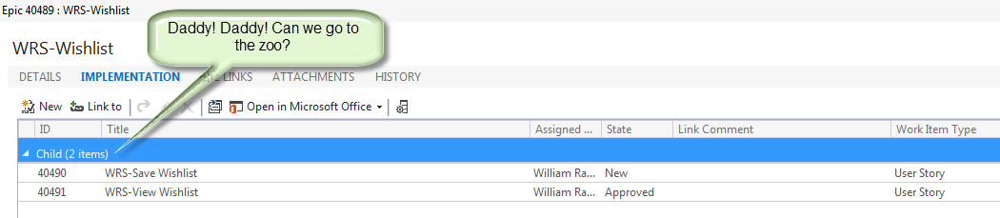 Epic 40489 : WRS-Wishlist
Daddy! Daddy! Can we go to
the zoo?
WRS-Wishlist
DETAILS IMPLEMENTATION LINKS ATTACHMENTS HISTORY
New Link to Open in Microsoft Office
ID Title Assigned ... State Link Comment Work Item Type
Child (2 items)
40490 WRS-Save Wishlist William Ra... New User Story
40491 WRS-View Wishlist William Ra... Approved User Story